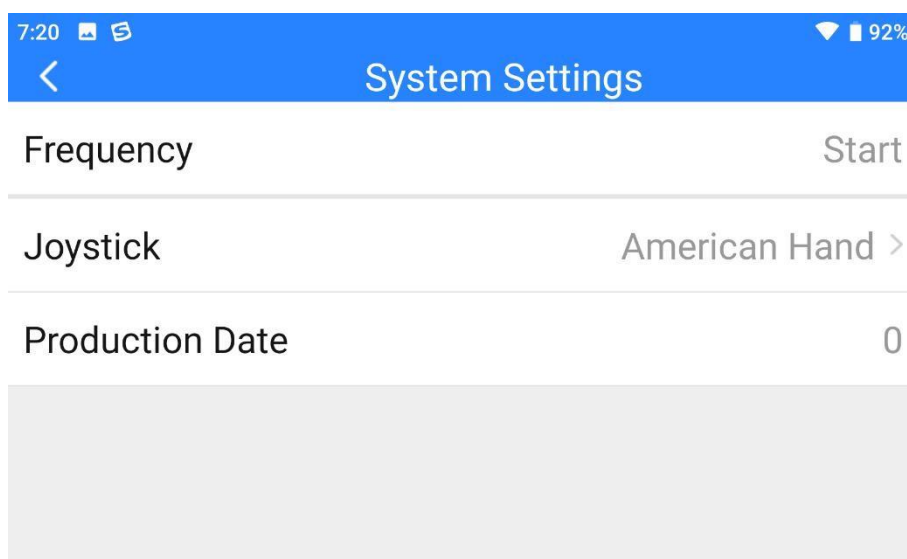 7:20 92%
System Settings
Frequency Start
Joystick American Hand
Production Date 0